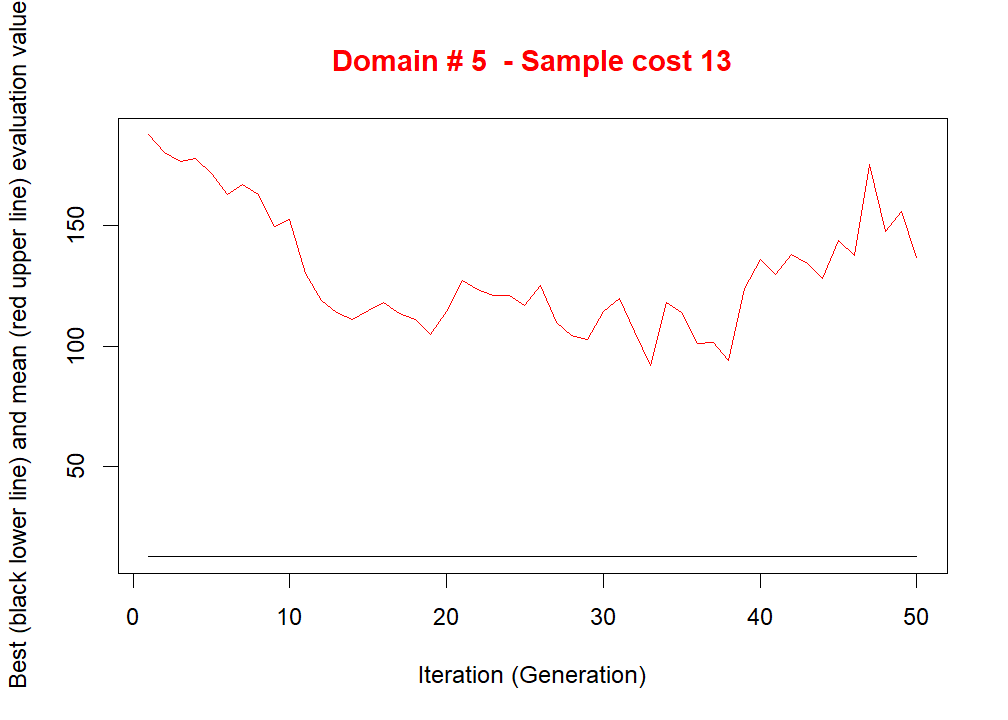 Domain # 5  - Sample cost 13
Best (black lower line) and mean (red upper line) evaluation value
150
100
50
0 10 20 30 40 50
Iteration (Generation)